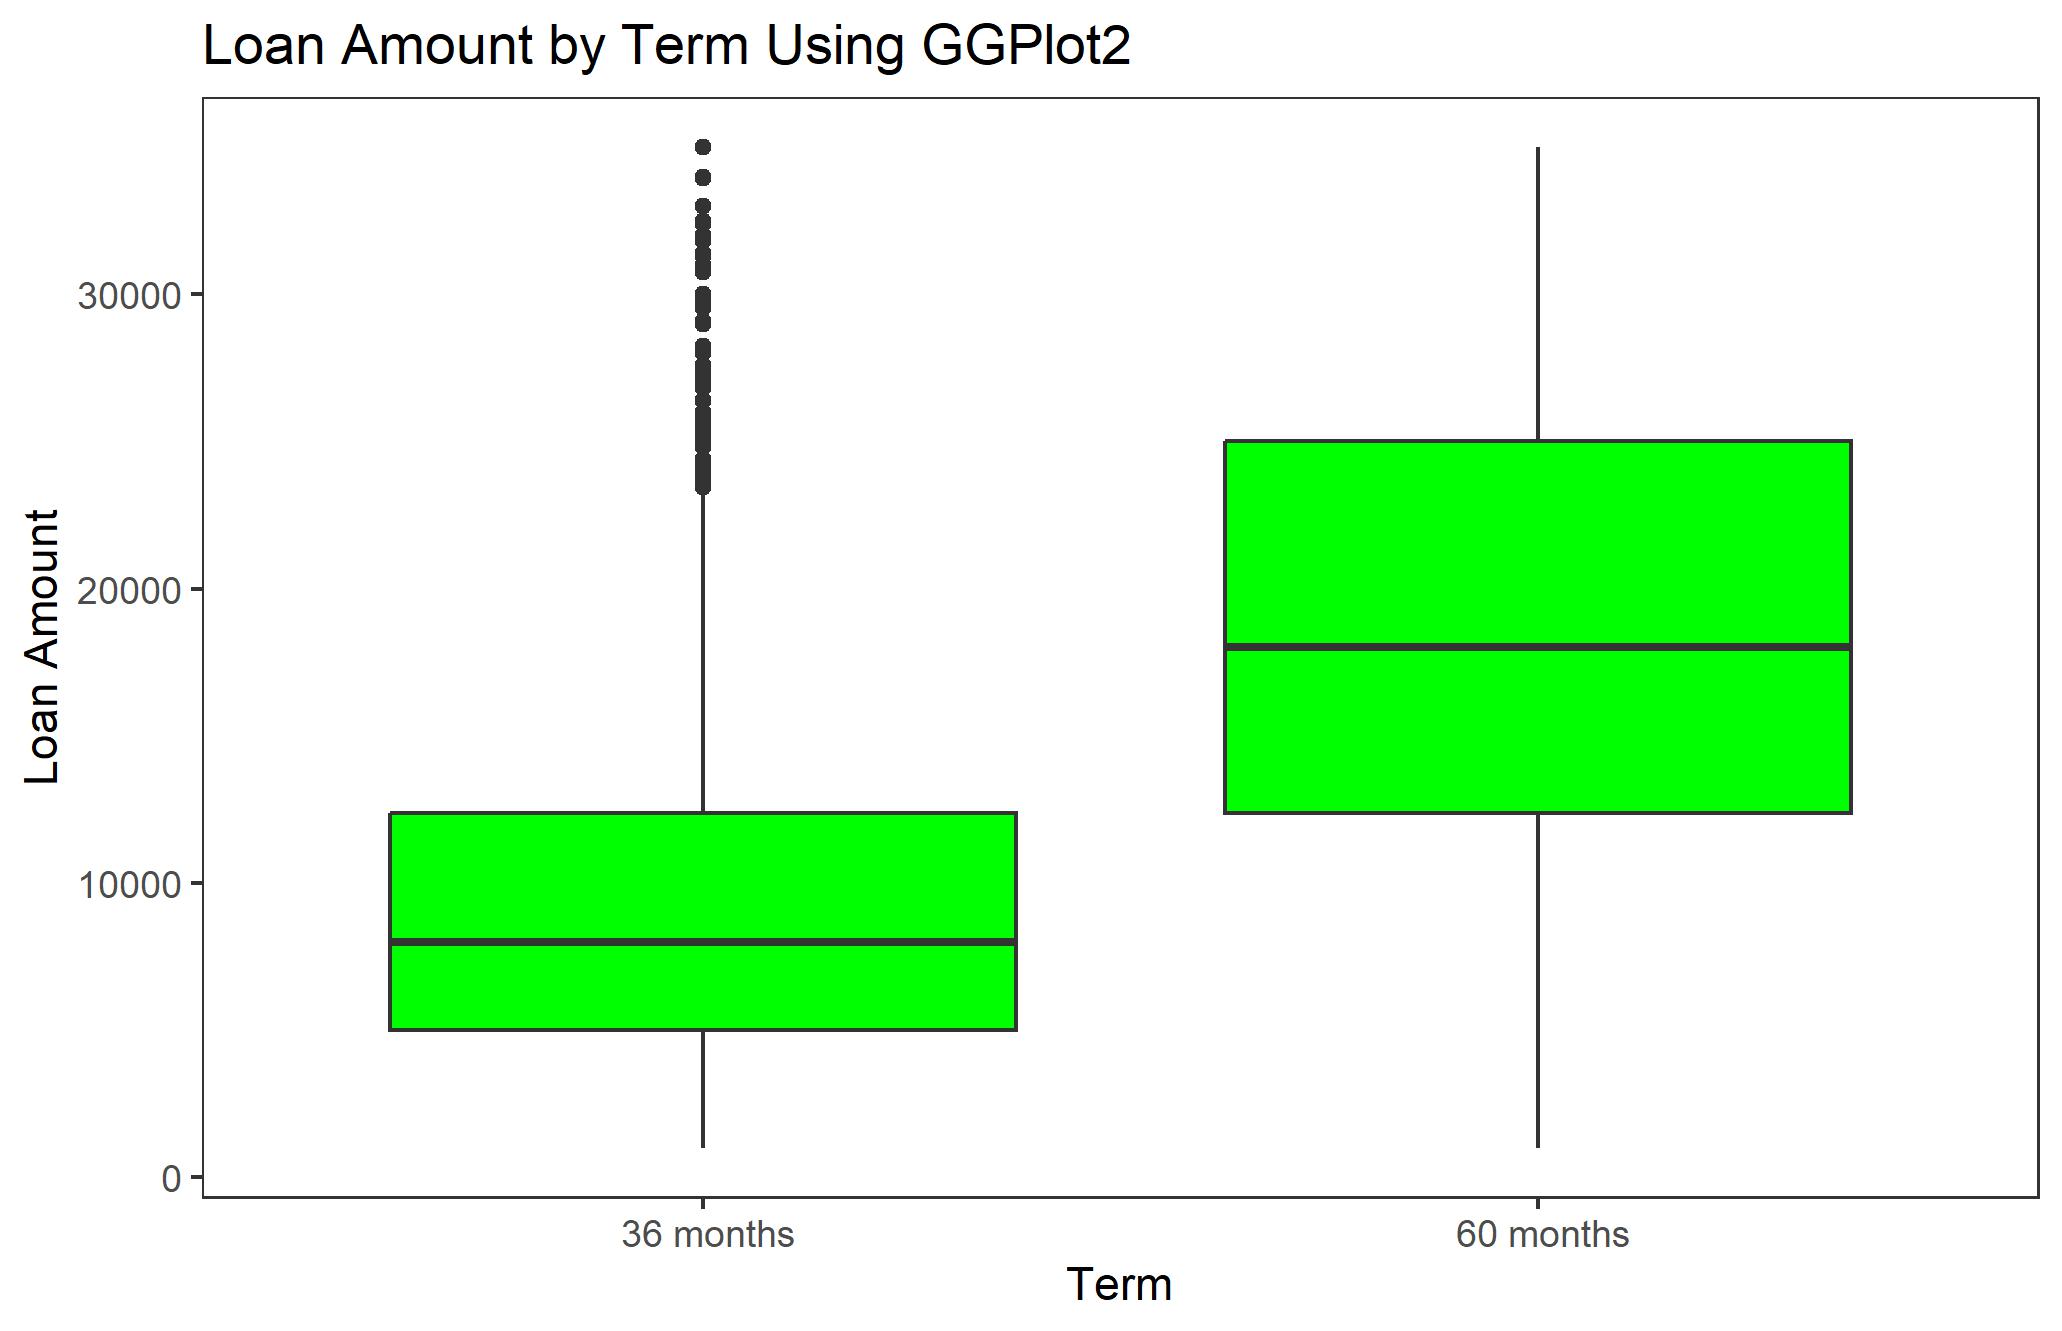 Loan Amount by Term Using GGPlot2
Loan Amount
30000
20000
10000
0
36 months
60 months
Term